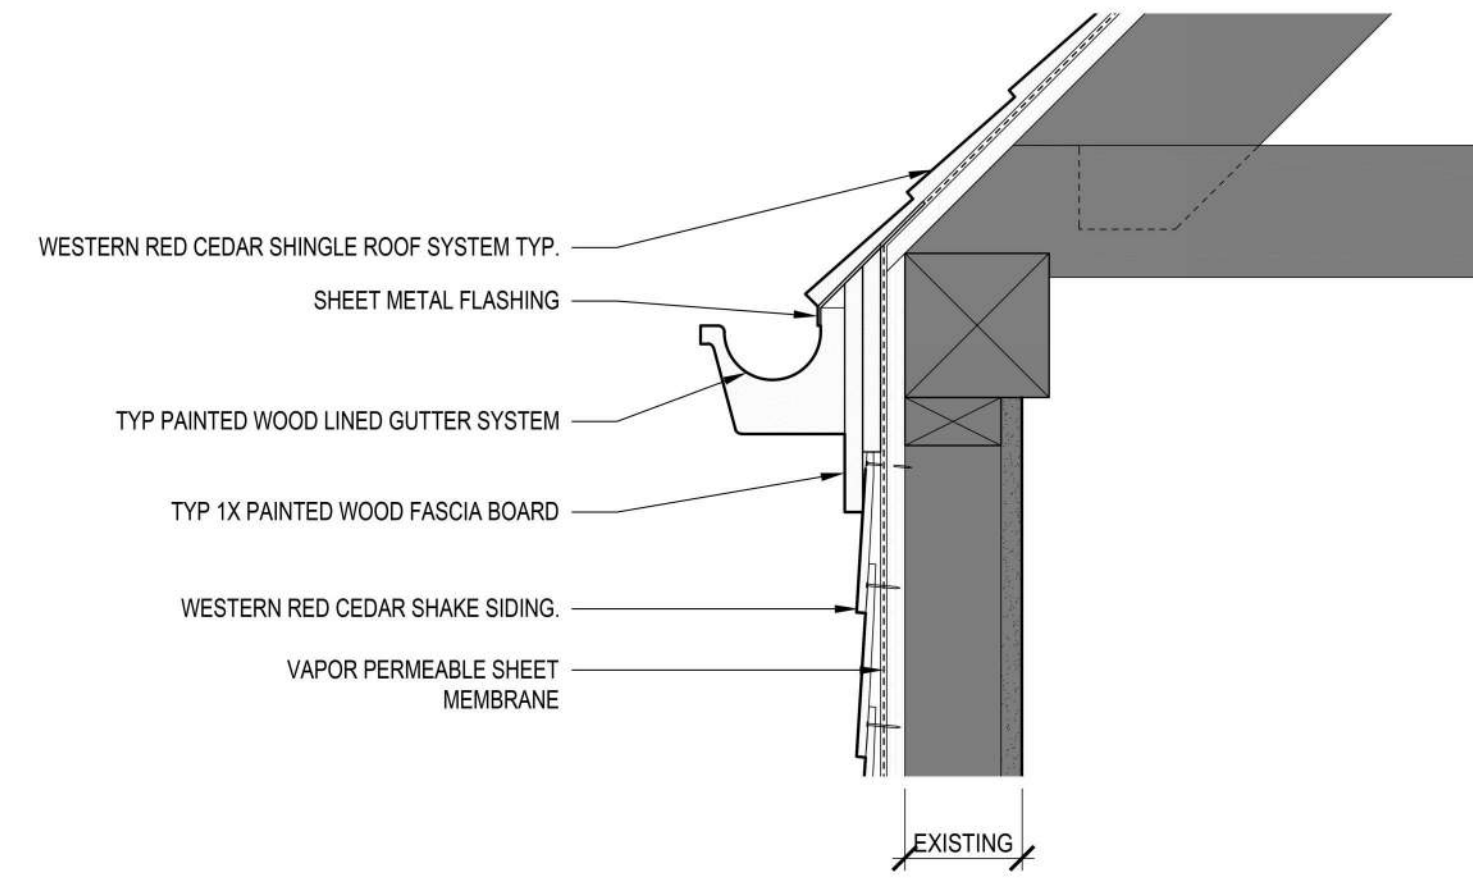 WESTERN RED CEDAR SHINGLE ROOF SYSTEM TYP.
SHEET METAL FLASHING
TYP PAINTED WOOD LINED GUTTER SYSTEM
TYP 1X PAINTED WOOD FASCIA BOARD
WESTERN RED CEDAR SHAKE SIDING.
VAPOR PERMEABLE SHEET
MEMBRANE
EXISTING